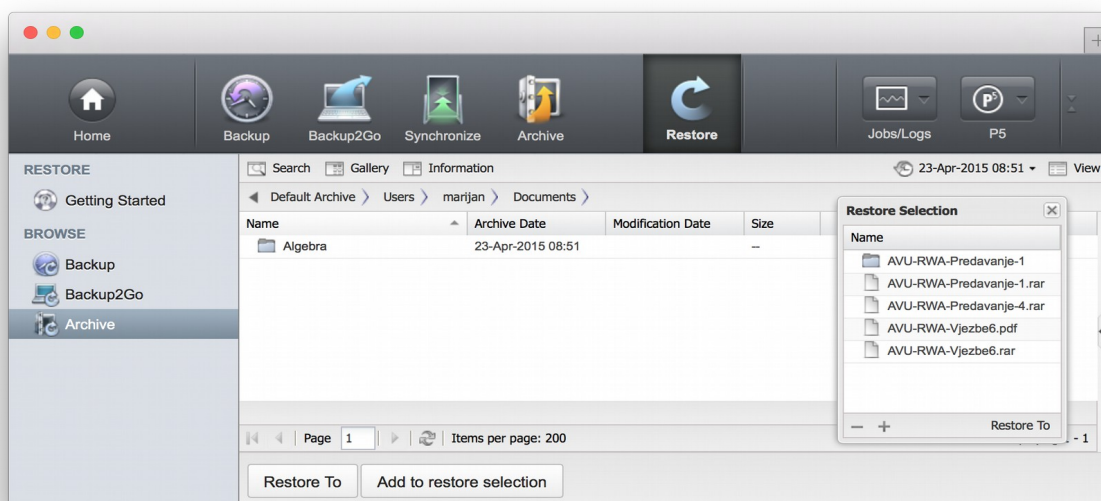 Home
Backup
Backup2Go
Synchronize
Archive
Restore
Jobs/Logs
P5
P5
RESTORE
Getting Started
BROWSE
Backup
Backup2Go
Archive
Search Gallery Information
23-Apr-2015 08:51 View
Default Archive Users marijan Documents
Name Archive Date Modification Date Size
Algebra 23-Apr-2015 08:51 --
Restore Selection
Name
AVU-RWA-Predavanje-1
AVU-RWA-Predavanje-1.rar
AVU-RWA-Predavanje-4.rar
AVU-RWA-Vjezbe6.pdf
AVU-RWA-Vjezbe6.rar
Restore To
Page 1 Items per page: 200
- 1
Restore To Add to restore selection